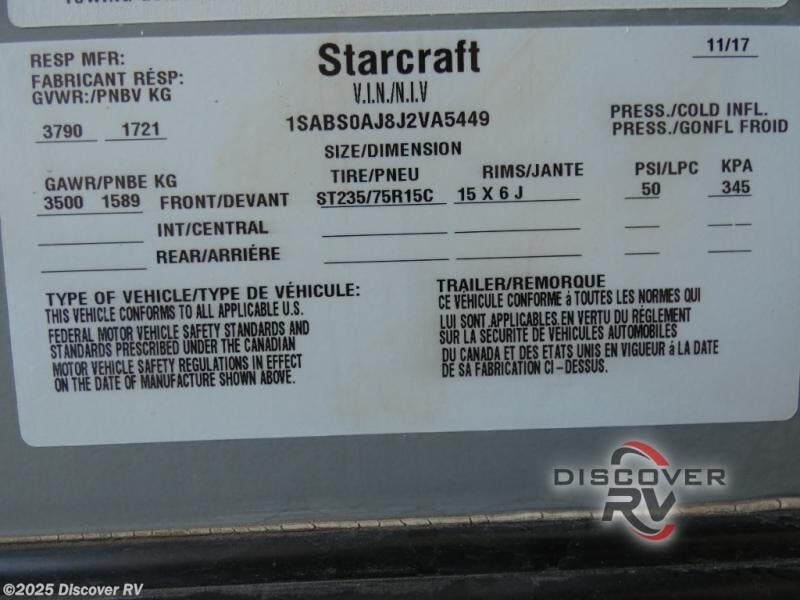 RESP MFR:
FABRICANT RÉSP:
GVWR:/PNBV KG
3790 1721
Starcraft
V.I.N./N.I.V
1SABS0AJ8J2VA5449
11/17
SIZE/DIMENSION
PRESS./COLD INFL.
PRESS./GONFL FROID
GAWR/PNBE KG TIRE/PNEU RIMS/JANTE PSI/LPC KPA
3500 1589 FRONT/DEVANT ST235/75R15C 15 X 6 J 50 345
INT/CENTRAL
REAR/ARRIÉRE
TYPE OF VEHICLE/TYPE DE VÉHICULE:
THIS VEHICLE CONFORMS TO ALL APPLICABLE U.S.
FEDERAL MOTOR VEHICLE SAFETY STANDARDS AND
STANDARDS PRESCRIBED UNDER THE CANADIAN
MOTOR VEHICLE SAFETY REGULATIONS IN EFFECT
ON THE DATE OF MANUFACTURE SHOWN ABOVE.
TRAILER/REMORQUE
CE VÉHICULE CONFORME à TOUTES LES NORMES QUI
LUI SONT APPLICABLES EN VERTU DU RÉGLEMENT
SUR LA SECURITÉ DE VÉHICULES AUTOMOBILES
DU CANADA ET DES ETATS UNIS EN VIGUEUR á LA DATE
DE SA FABRICATION CI-DESSUS.
DISCOVER
RV
©2025 Discover RV